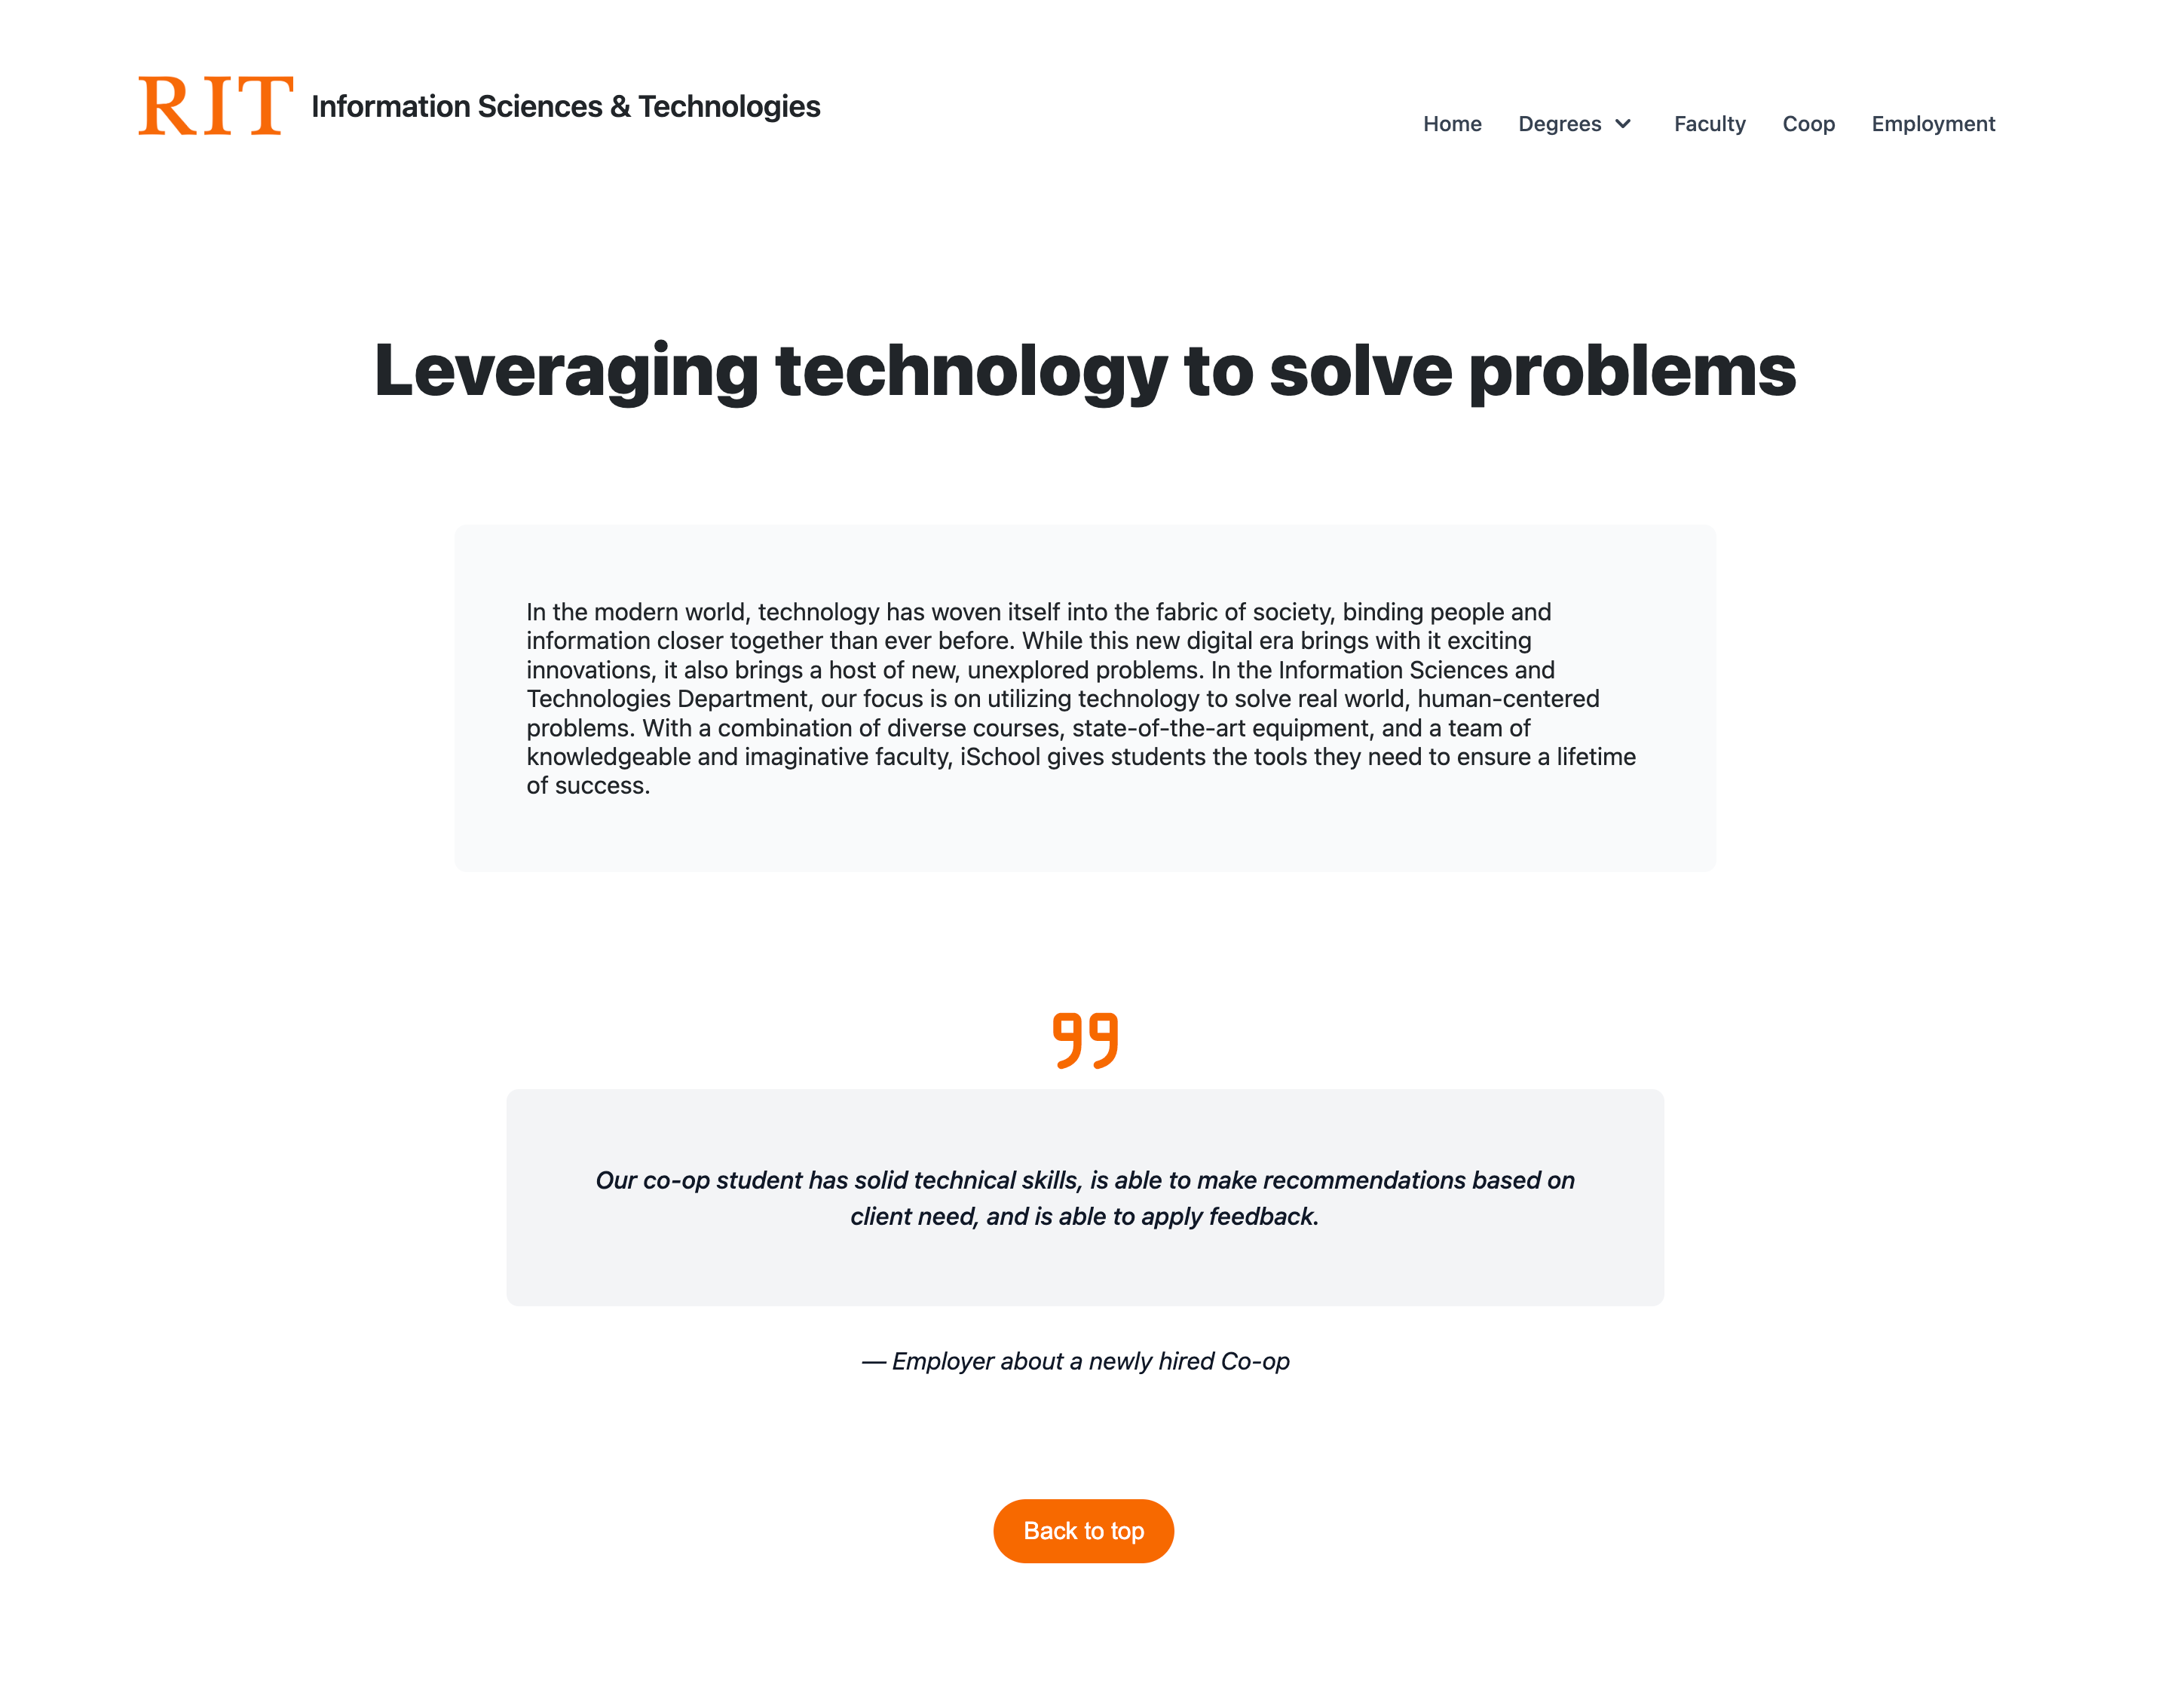 RIT Information Sciences & Technologies
Home Degrees Faculty Coop Employment
Leveraging technology to solve problems
In the modern world, technology has woven itself into the fabric of society, binding people and
information closer together than ever before. While this new digital era brings with it exciting
innovations, it also brings a host of new, unexplored problems. In the Information Sciences and
Technologies Department, our focus is on utilizing technology to solve real world, human-centered
problems. With a combination of diverse courses, state-of-the-art equipment, and a team of
knowledgeable and imaginative faculty, iSchool gives students the tools they need to ensure a lifetime
of success.
Our co-op student has solid technical skills, is able to make recommendations based on
client need, and is able to apply feedback.
— Employer about a newly hired Co-op
Back to top